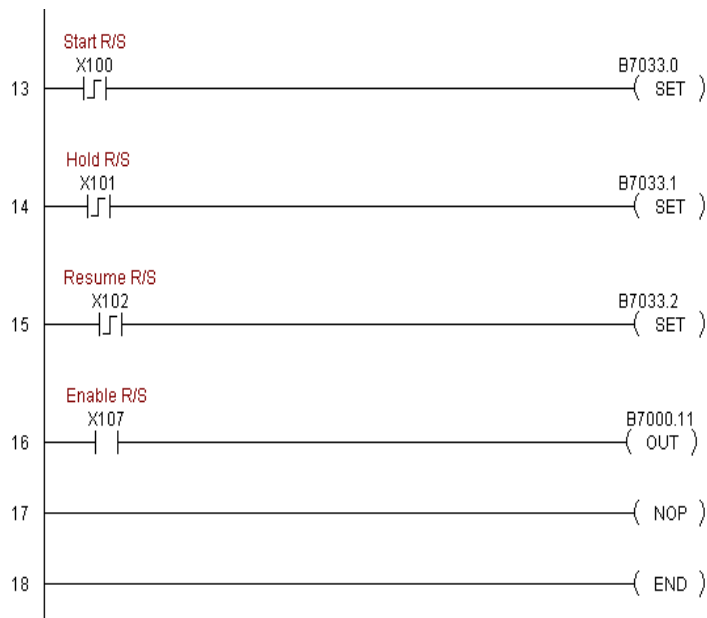 Start R/S
X100
B7033.0
13
SET
Hold R/S
X101
B7033.1
14
SET
Resume R/S
X102
B7033.2
15
SET
Enable R/S
X107
B7000.11
16
OUT
17
NOP
18
END